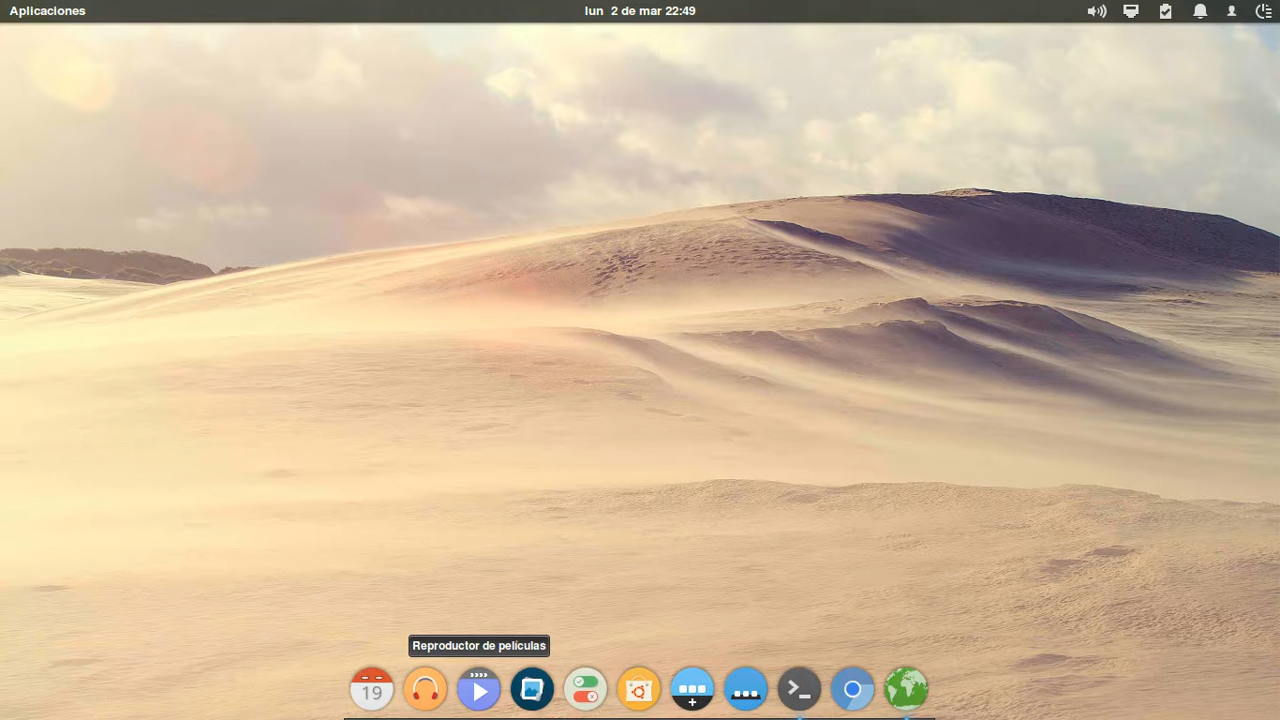 Aplicaciones
lun 2 de mar 22:49
Reproductor de películas
19